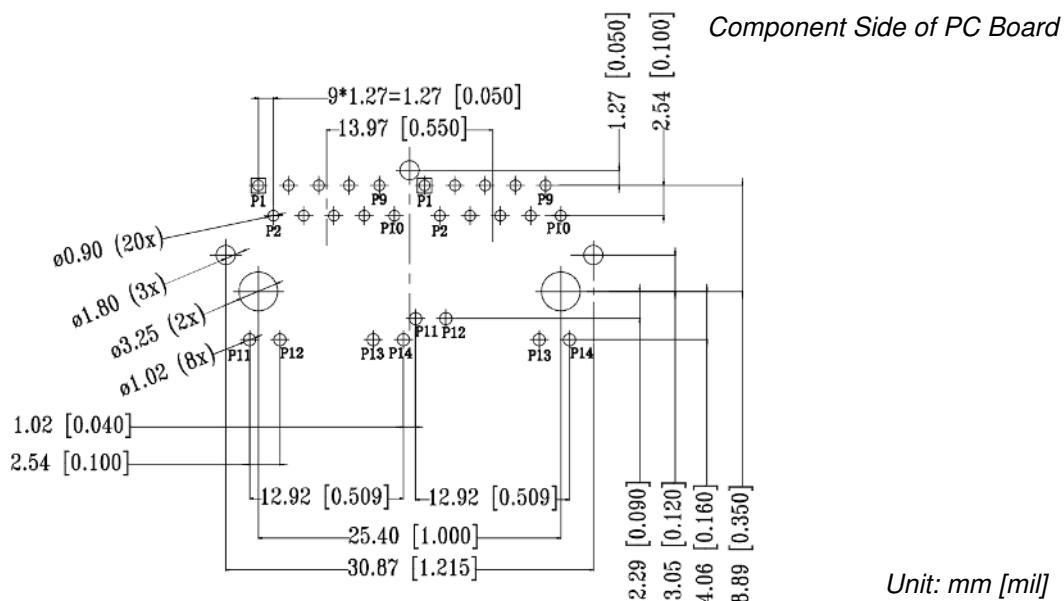 Component Side of PC Board
1.27 [0.050]
2.54 [0.100]
9*1.27=1.27 [0.050]
13.97 [0.550]
P1 P9 P1 P9
P2 P10 P2 P10
ø0.90 (20x)
ø1.80 (3x)
ø3.25 (2x)
ø1.02 (8x)
P11 P12
P11 P12 P13 P14 P13 P14
1.02 [0.040]
2.54 [0.100]
12.92 [0.509] 12.92 [0.509]
25.40 [1.000]
30.87 [1.215]
2.29 [0.090]
3.05 [0.120]
4.06 [0.160]
8.89 [0.350]
Unit: mm [mil]